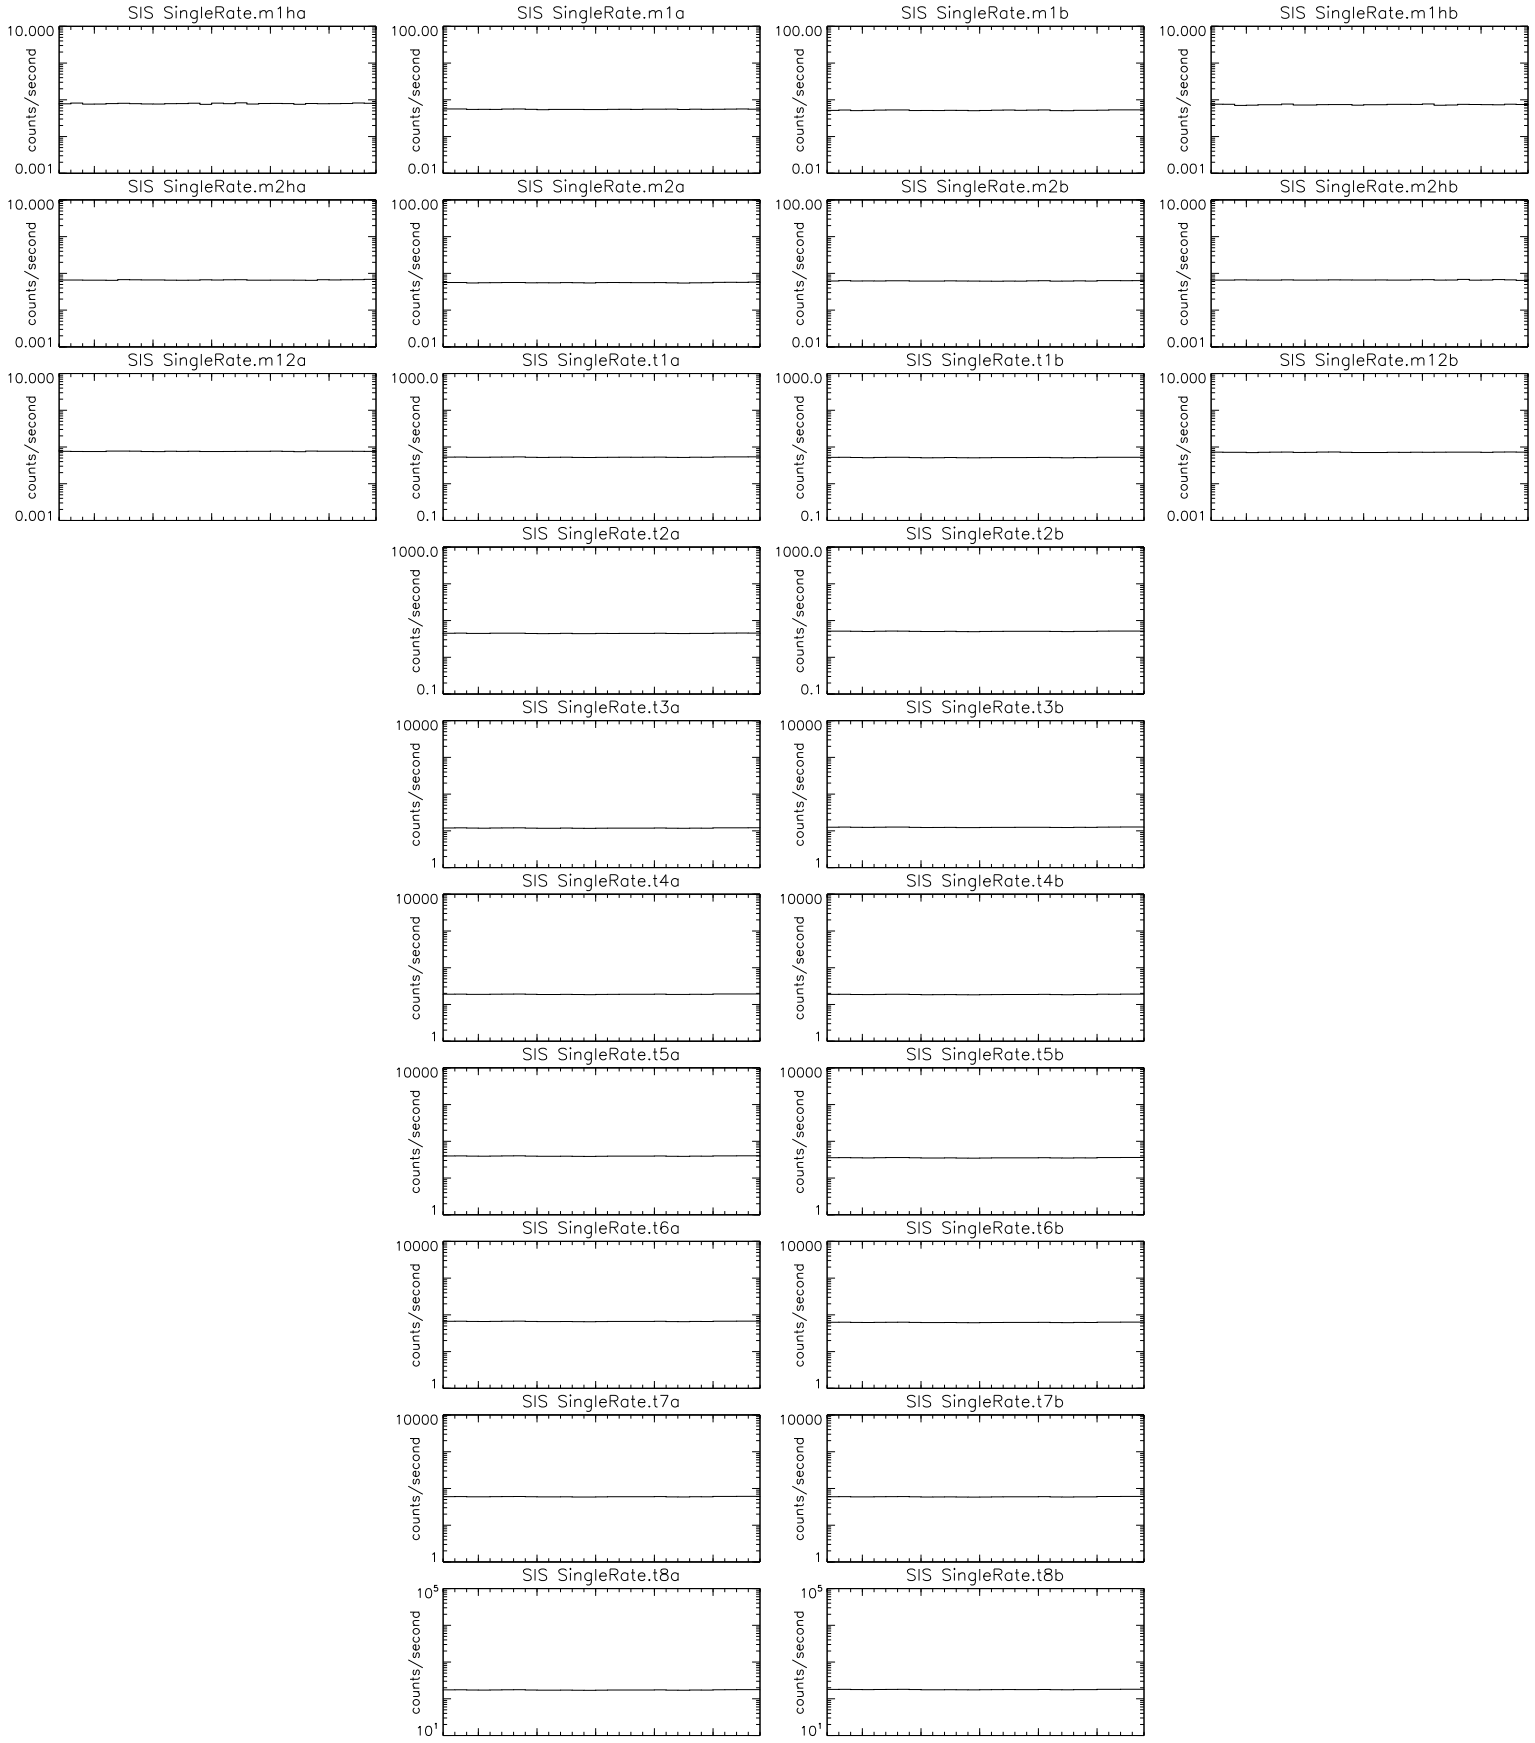 SIS SingleRate.m1ha
10.000
counts/second
0.001
SIS SingleRate.m1a
100.00
counts/second
0.01
SIS SingleRate.m1b
100.00
counts/second
0.01
SIS SingleRate.m1hb
10.000
counts/second
0.001
SIS SingleRate.m2ha
10.000
counts/second
0.001
SIS SingleRate.m2a
100.00
counts/second
0.01
SIS SingleRate.m2b
100.00
counts/second
0.01
SIS SingleRate.m2hb
10.000
counts/second
0.001
SIS SingleRate.m12a
10.000
counts/second
0.001
SIS SingleRate.t1a
1000.0
counts/second
0.1
SIS SingleRate.t1b
1000.0
counts/second
0.1
SIS SingleRate.m12b
10.000
counts/second
0.001
SIS SingleRate.t2a
1000.0
counts/second
0.1
SIS SingleRate.t2b
1000.0
counts/second
0.1
SIS SingleRate.t3a
10000
counts/second
1
SIS SingleRate.t3b
10000
counts/second
1
SIS SingleRate.t4a
10000
counts/second
1
SIS SingleRate.t4b
10000
counts/second
1
SIS SingleRate.t5a
10000
counts/second
1
SIS SingleRate.t5b
10000
counts/second
1
SIS SingleRate.t6a
10000
counts/second
1
SIS SingleRate.t6b
10000
counts/second
1
SIS SingleRate.t7a
10000
counts/second
1
SIS SingleRate.t7b
10000
counts/second
1
SIS SingleRate.t8a
10⁵
counts/second
10¹
SIS SingleRate.t8b
10⁵
counts/second
10¹